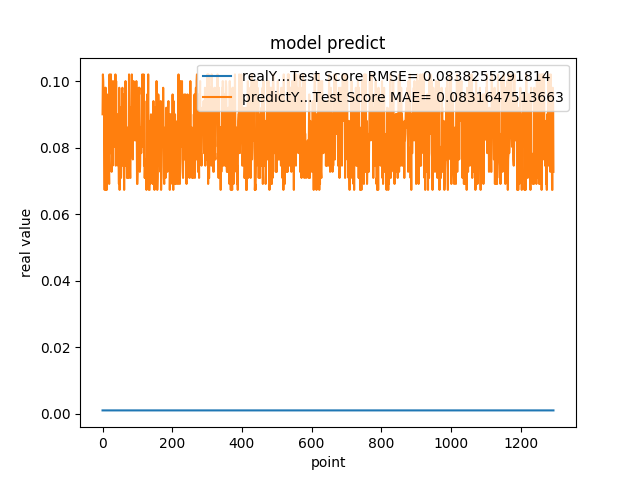 model predict
realY...Test Score RMSE= 0.0838255291814
predictY...Test Score MAE= 0.0831647513663
0.10
0.08
0.06
0.04
0.02
0.00
real value
0 200 400 600 800 1000 1200
point